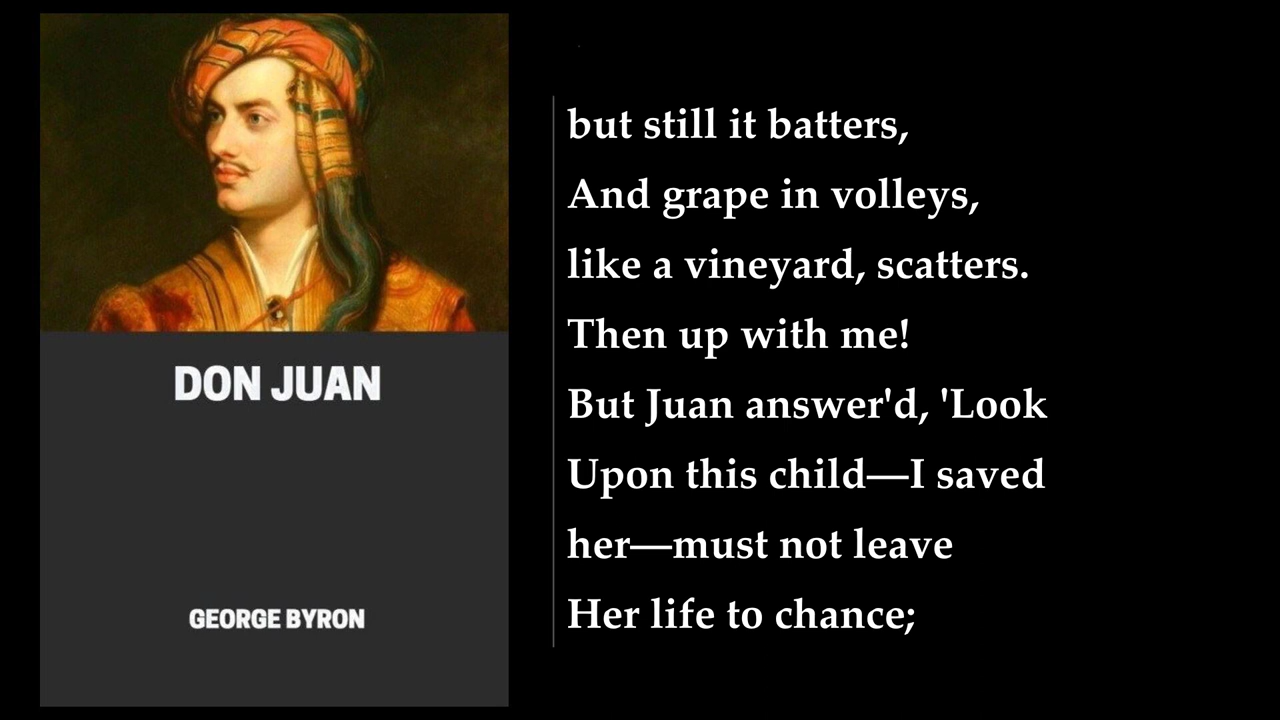 DON JUAN
GEORGE BYRON
but still it batters,
And grape in volleys,
like a vineyard, scatters.
Then up with me!
But Juan answer'd, 'Look
Upon this child—I saved
her—must not leave
Her life to chance;